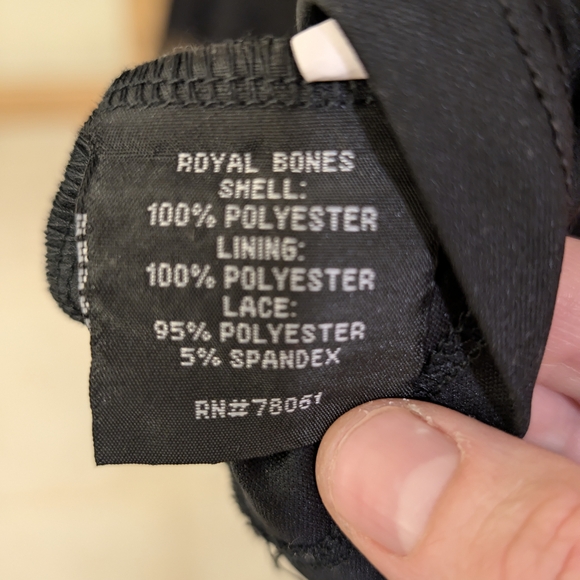 ROYAL BONES
SHELL:
100% POLYESTER
LINING:
100% POLYESTER
LACE:
95% POLYESTER
5% SPANDEX
RN#78061